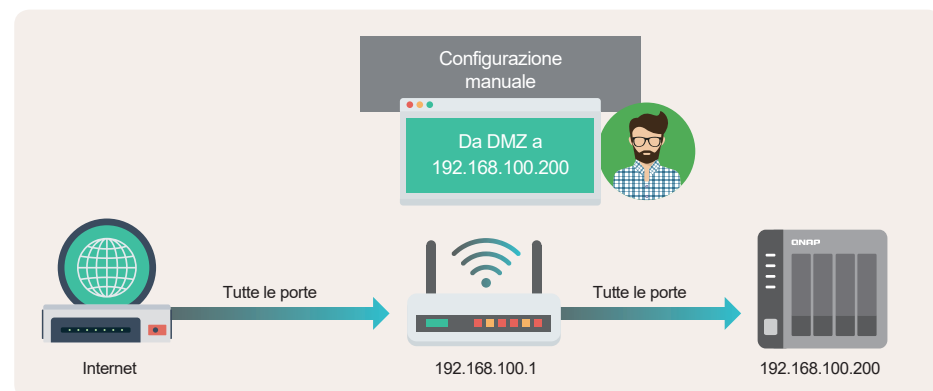 Configurazione
manuale
Da DMZ a
192.168.100.200
QNAP
Tutte le porte
Tutte le porte
Internet
192.168.100.1
192.168.100.200